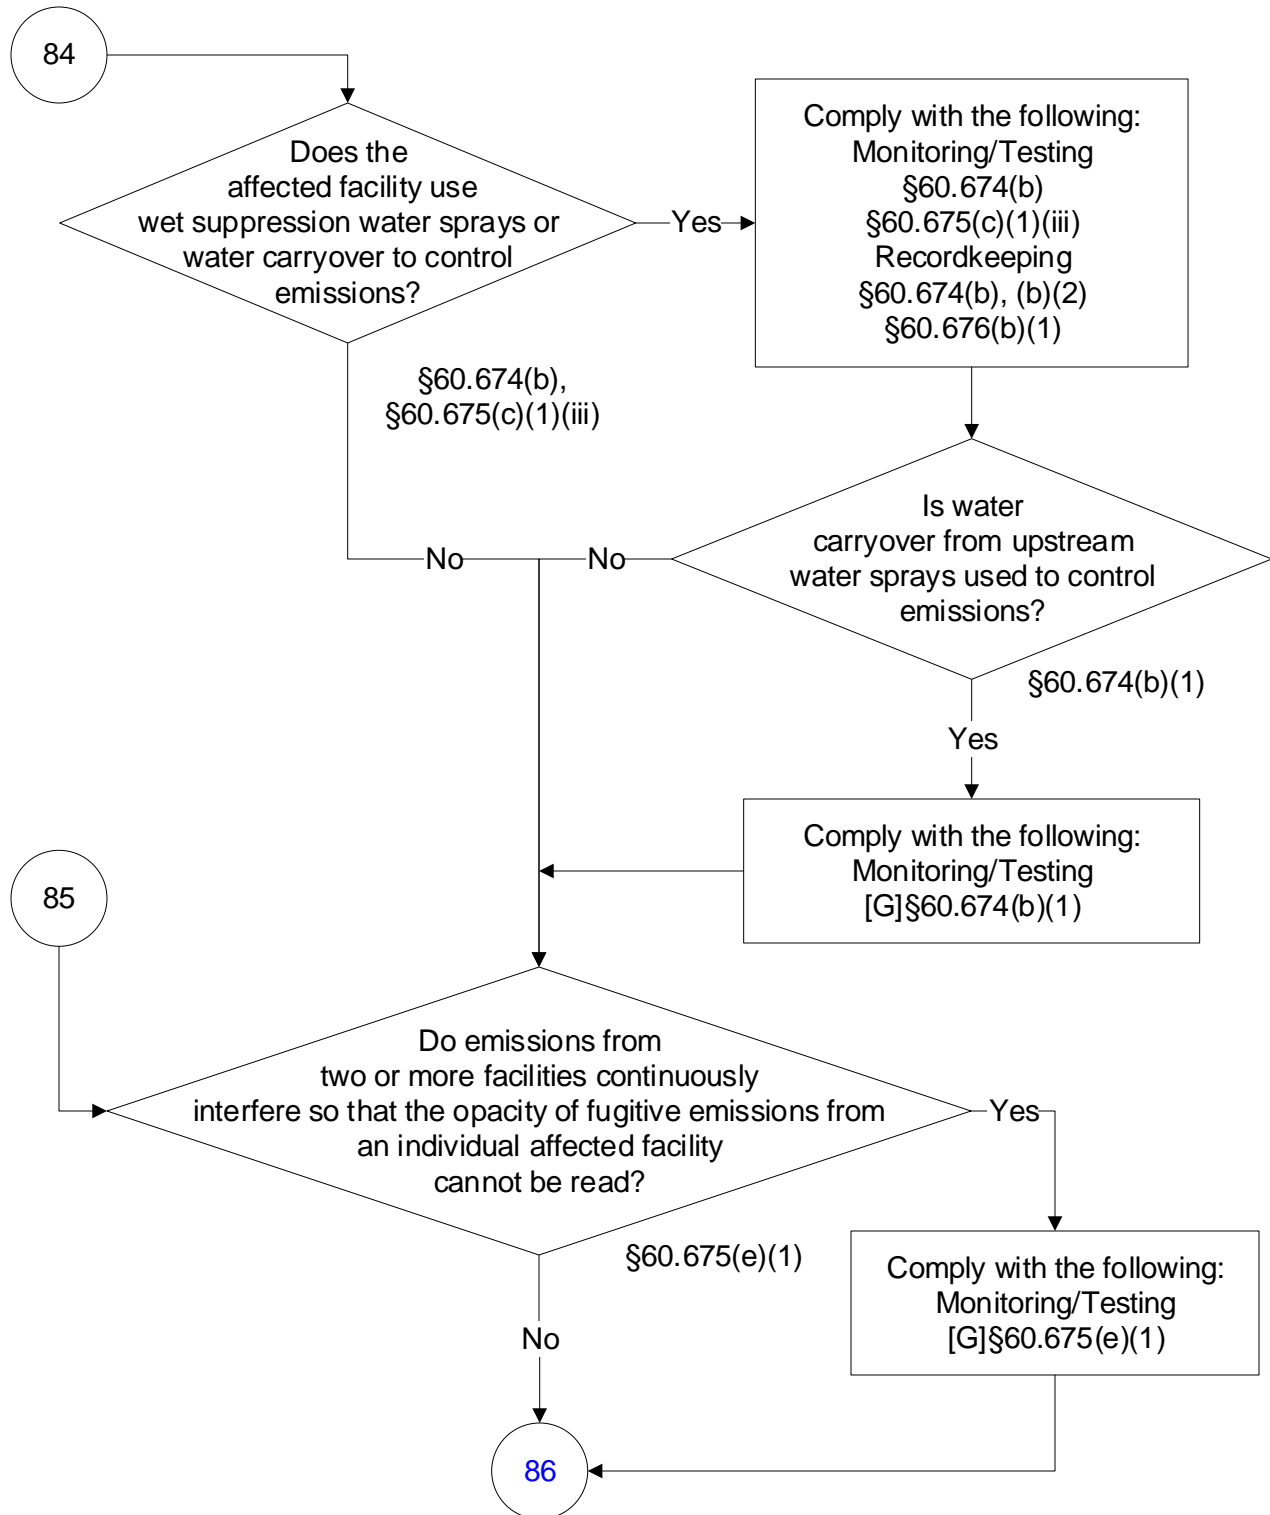 84
Does the
affected facility use
wet suppression water sprays or
water carryover to control
emissions?
Yes
Comply with the following:
Monitoring/Testing
§60.674(b)
§60.675(c)(1)(iii)
Recordkeeping
§60.674(b), (b)(2)
§60.676(b)(1)
§60.674(b),
§60.675(c)(1)(iii)
No
No
Is water
carryover from upstream
water sprays used to control
emissions?
§60.674(b)(1)
Yes
Comply with the following:
Monitoring/Testing
[G]§60.674(b)(1)
85
Do emissions from
two or more facilities continuously
interfere so that the opacity of fugitive emissions from
an individual affected facility
cannot be read?
Yes
§60.675(e)(1)
Comply with the following:
Monitoring/Testing
[G]§60.675(e)(1)
No
86